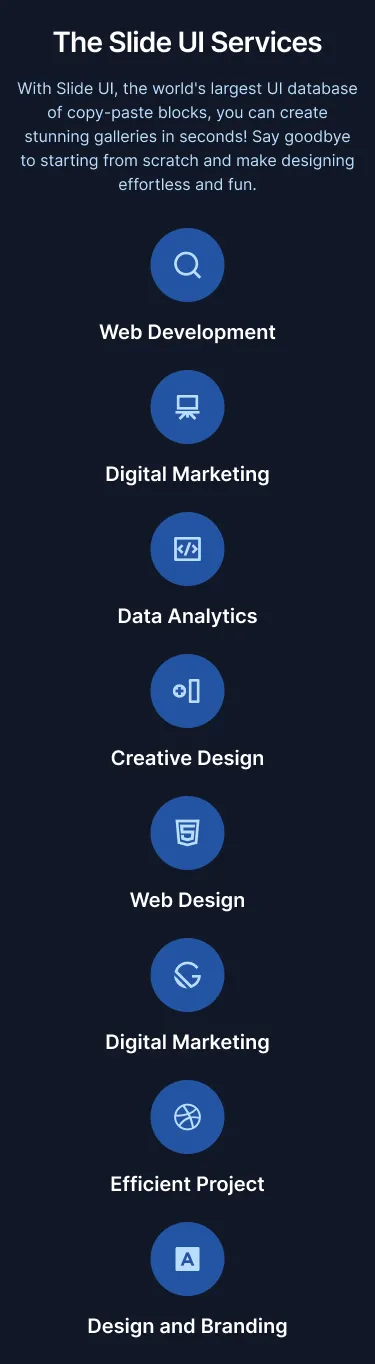 The Slide UI Services
With Slide UI, the world's largest UI database
of copy-paste blocks, you can create
stunning galleries in seconds! Say goodbye
to starting from scratch and make designing
effortless and fun.
Web Development
Digital Marketing
Data Analytics
Creative Design
Web Design
Digital Marketing
Efficient Project
A
Design and Branding